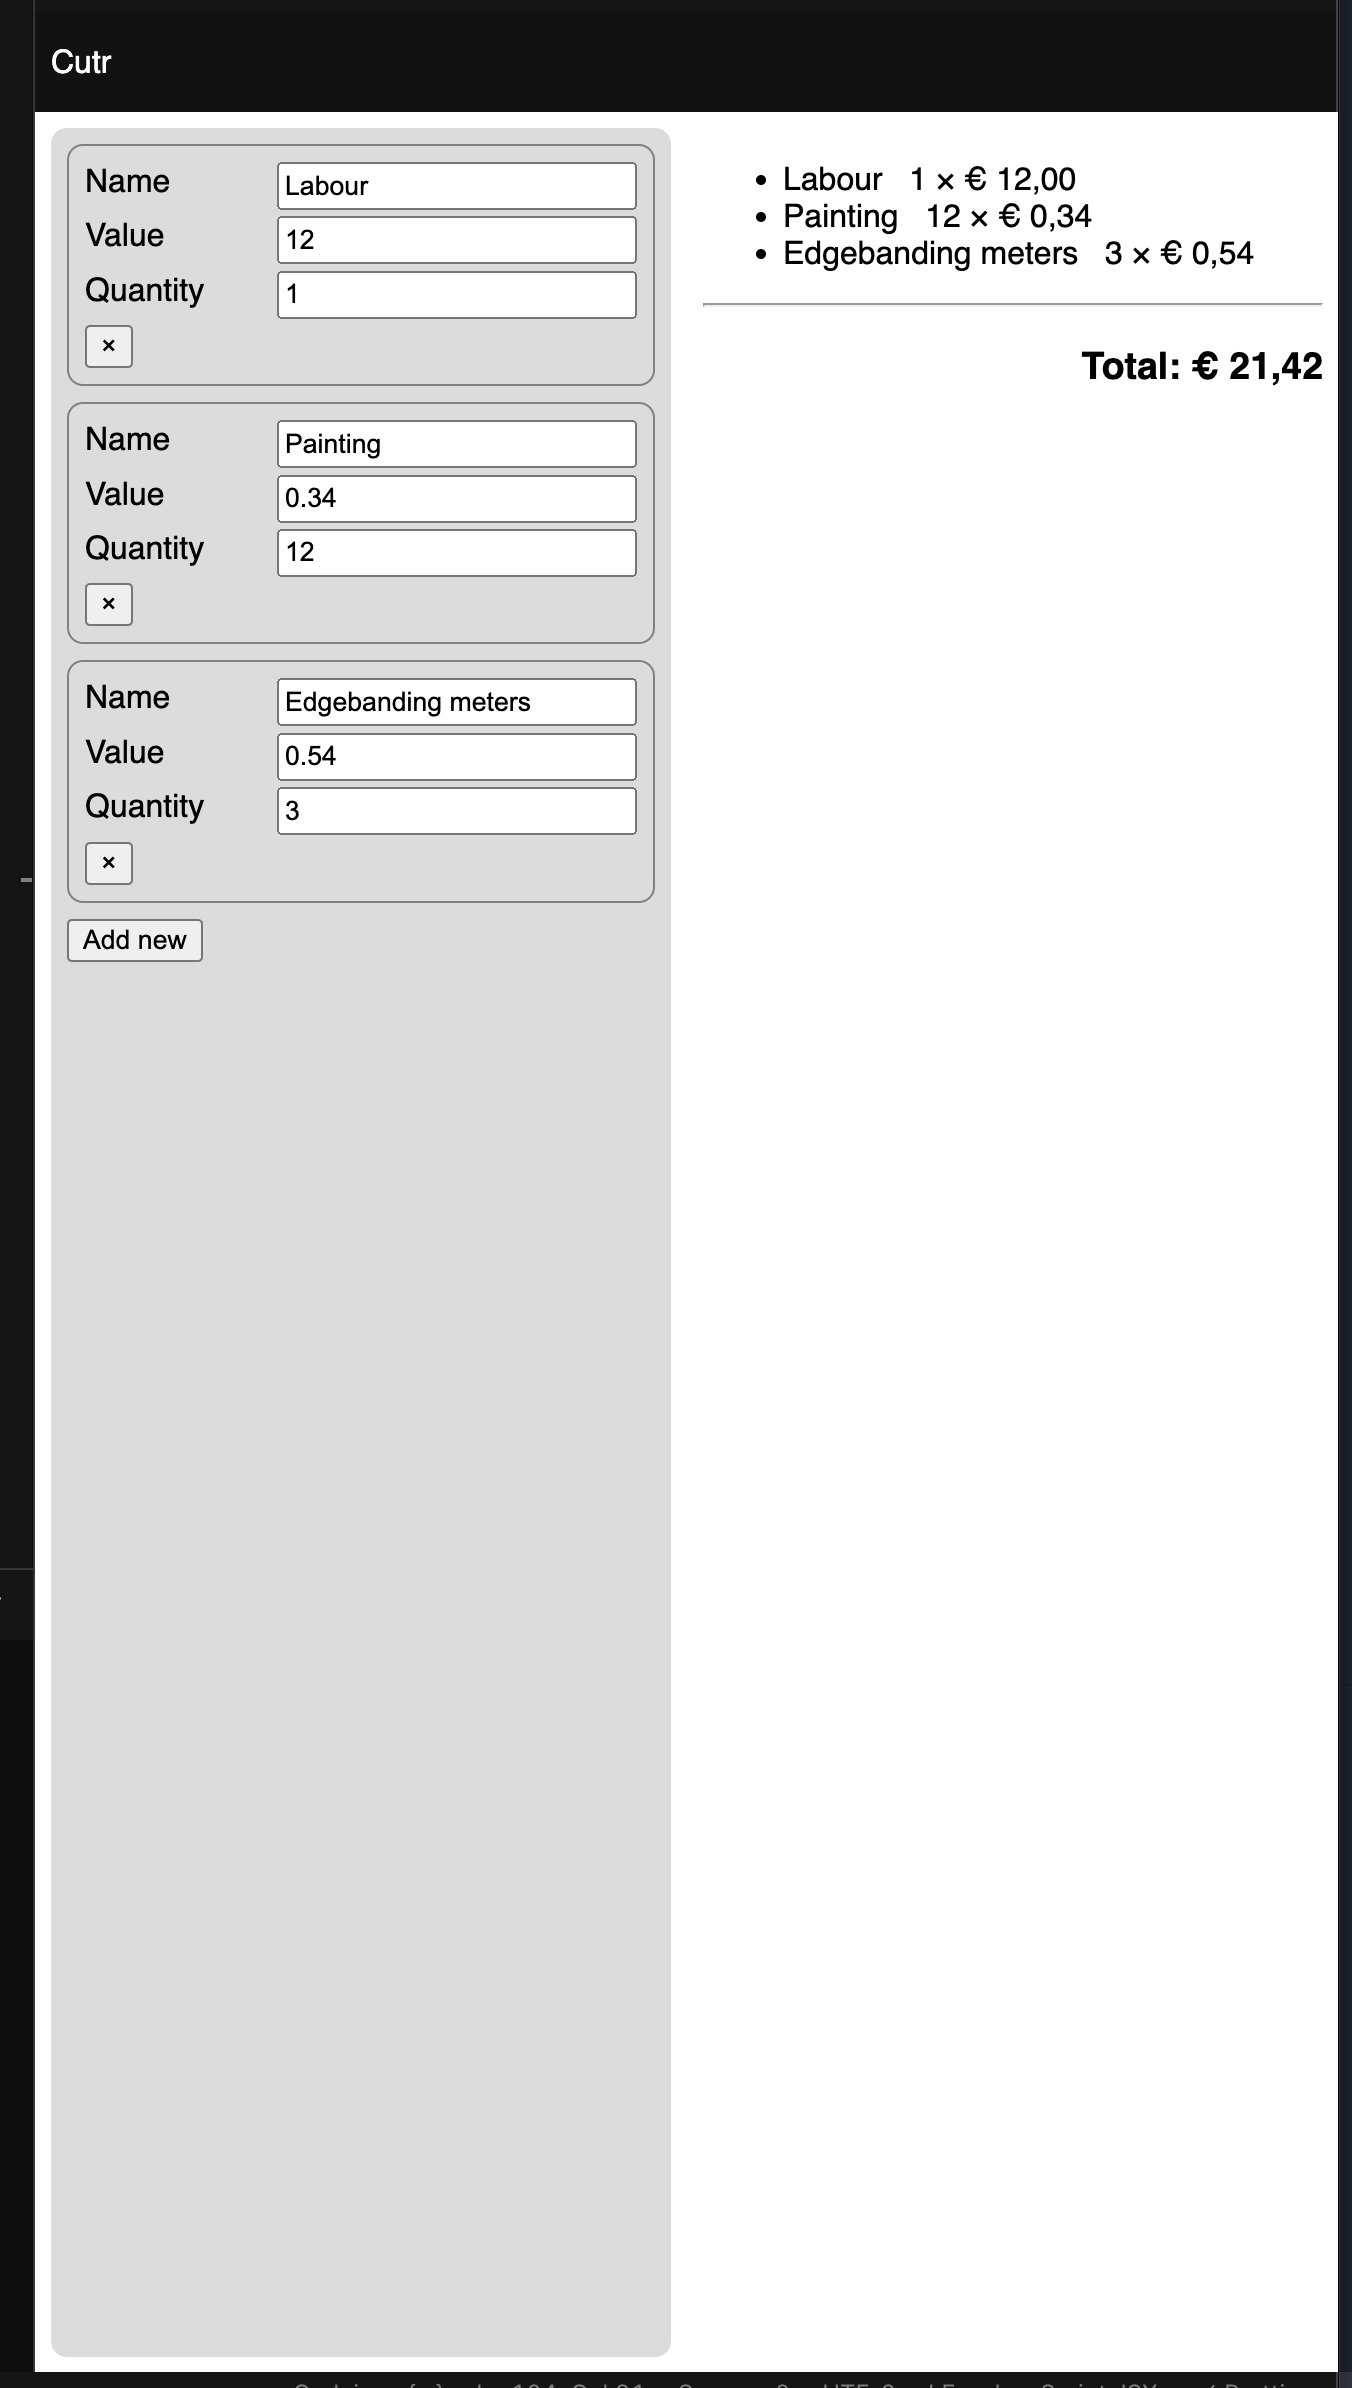 Cutr
Name Labour
Value 12
Quantity 1
×
Name Painting
Value 0.34
Quantity 12
×
Name Edgebanding meters
Value 0.54
Quantity 3
×
Add new
• Labour 1 × € 12,00
• Painting 12 × € 0,34
• Edgebanding meters 3 × € 0,54
Total: € 21,42